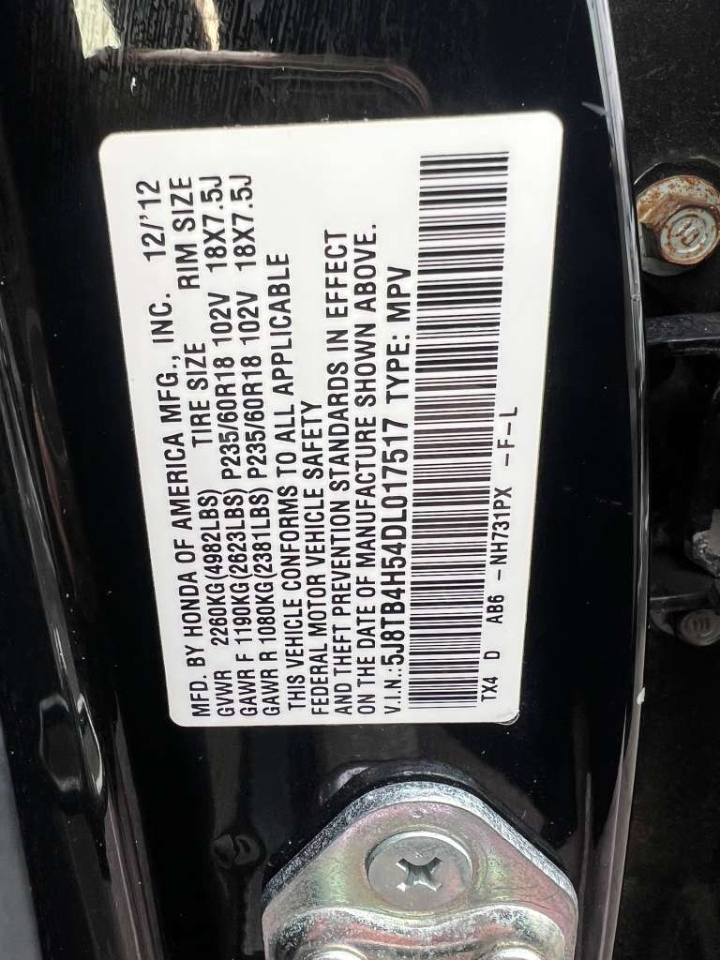 MFD. BY HONDA OF AMERICA MFG., INC. 12/'12
GVWR 2260KG(4982LBS) TIRE SIZE RIM SIZE
GAWR F 1190KG(2623LBS) P235/60R18 102V 18X7.5J
GAWR R 1080KG(2381LBS) P235/60R18 102V 18X7.5J
THIS VEHICLE CONFORMS TO ALL APPLICABLE
FEDERAL MOTOR VEHICLE SAFETY
AND THEFT PREVENTION STANDARDS IN EFFECT
ON THE DATE OF MANUFACTURE SHOWN ABOVE.
V.I.N.:5J8TB4H54DL017517 TYPE: MPV
TX4 D AB6 -NH731PX -F-L